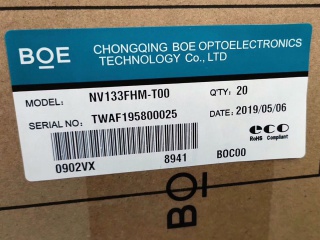 BOE
CHONGQING BOE OPTOELECTRONICS
TECHNOLOGY Co., LTD
MODEL: NV133FHM-T00 Q'TY: 20
SERIAL NO.: TWAF195800025 DATE: 2019/05/06
eco
RoHS Compliant
0902VX 8941 B0C00
BOE